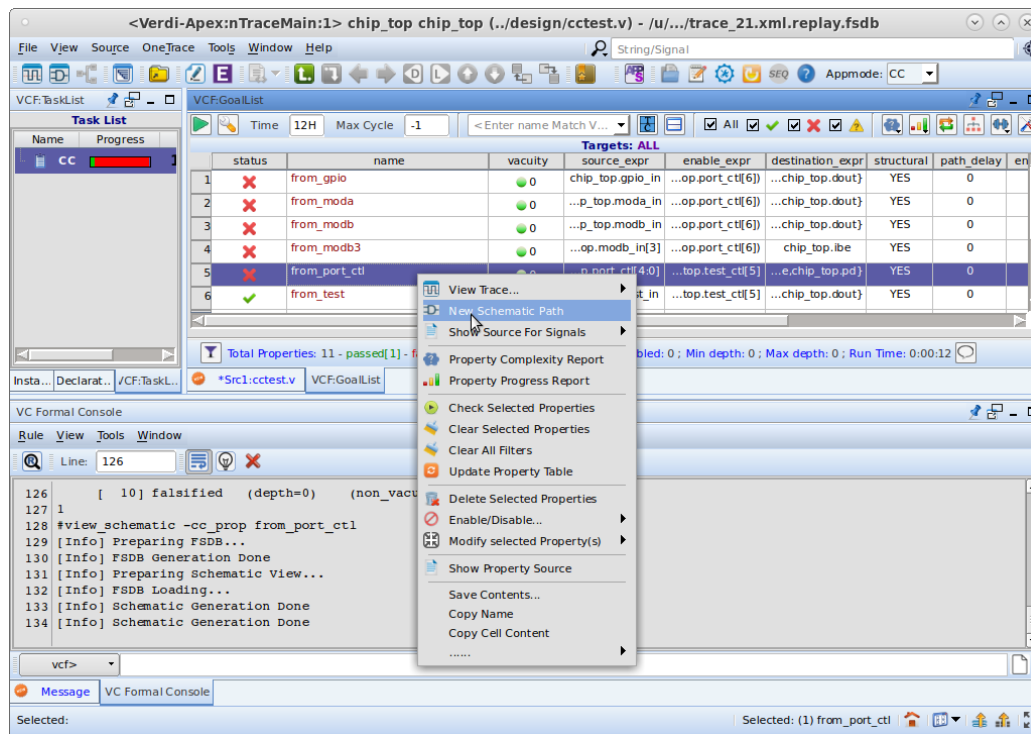 <Verdi-Apex:nTraceMain:1> chip_top chip_top (../design/cctest.v) - /u/.../trace_21.xml.replay.fsdb
File View Source OneTrace Tools Window Help
String/Signal
SEQ
Appmode: CC
VCF:TaskList
VCF:GoalList
Task List
Name Progress
CC
Time 12H Max Cycle -1 <Enter name Match V... All
Targets: ALL
status name vacuity source_expr enable_expr destination_expr structural path_delay en
1 from_gpio 0 chip_top.gpio_in ...op.port_ctl[6]) ...chip_top.dout} YES 0
2 from_moda 0 ...p_top.moda_in ...op.port_ctl[6]) ...chip_top.dout} YES 0
3 from_modb 0 ...p_top.modb_in ...op.port_ctl[6]) ...chip_top.dout} YES 0
4 from_modb3 0 ...op.modb_in[3] ...op.port_ctl[6]) chip_top.ibe YES 0
5 from_port_ctl ...p.port_ctl[4:0] ...top.test_ctl[5] ...e,chip_top.pd} YES 0
6 from_test st_in ...top.test_ctl[5] ...chip_top.dout} YES 0
Total Properties: 11 - passed[1] - f bled: 0 ; Min depth: 0 ; Max depth: 0 ; Run Time: 0:00:12
Insta... Declarat.. VCF:TaskL..
*Src1:cctest.v VCF:GoalList
View Trace...
New Schematic Path
Show Source For Signals
Property Complexity Report
Property Progress Report
Check Selected Properties
Clear Selected Properties
Clear All Filters
Update Property Table
Delete Selected Properties
Enable/Disable...
Modify selected Property(s)
Show Property Source
Save Contents...
Copy Name
Copy Cell Content
......
VC Formal Console
Rule View Tools Window
Line: 126
126 [ 10] falsified (depth=0) (non_vacu
127 1
128 #view_schematic -cc_prop from_port_ctl
129 [Info] Preparing FSDB...
130 [Info] FSDB Generation Done
131 [Info] Preparing Schematic View...
132 [Info] FSDB Loading...
133 [Info] Schematic Generation Done
134 [Info] Schematic Generation Done
vcf>
Message VC Formal Console
Selected:
Selected: (1) from_port_ctl